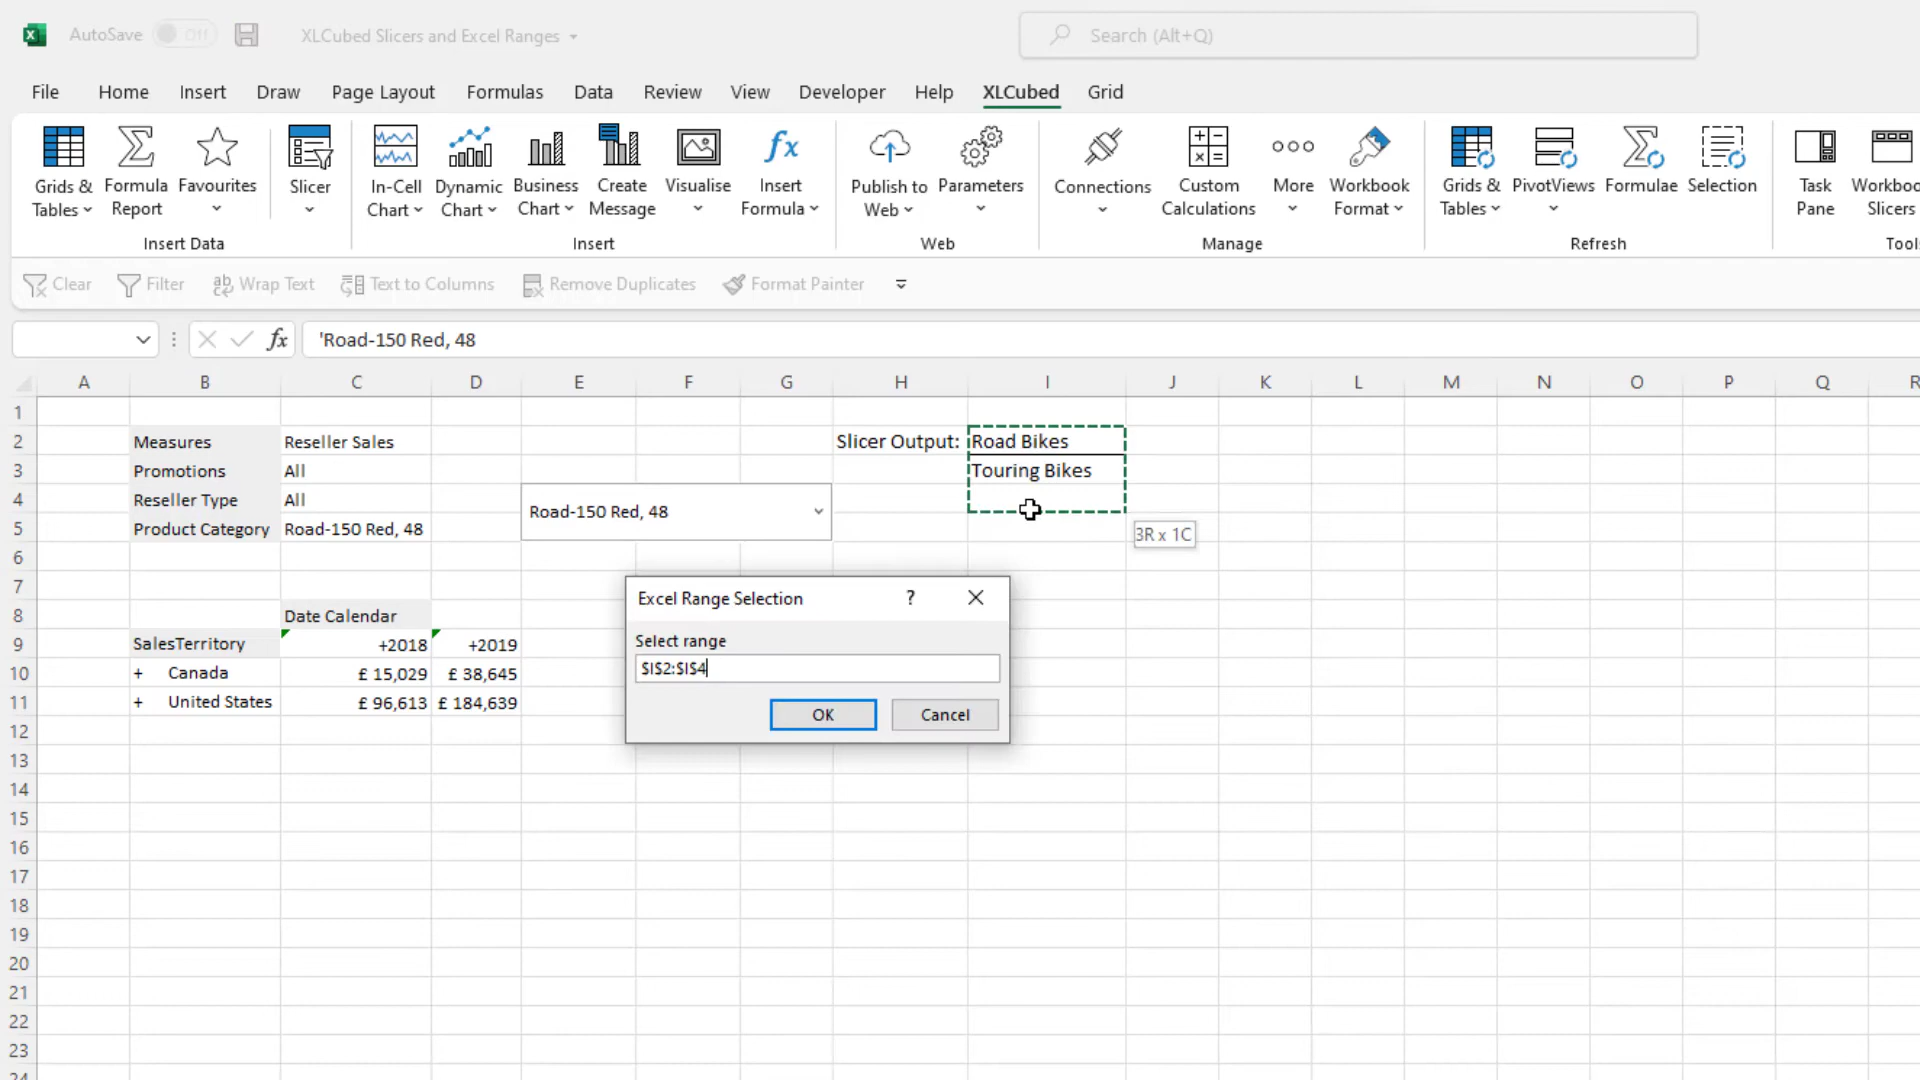 AutoSave Off XLCubed Slicers and Excel Ranges Search (Alt+Q)
File Home Insert Draw Page Layout Formulas Data Review View Developer Help XLCubed Grid
Grids & Tables Formula Report Favourites Slicer In-Cell Chart Dynamic Chart Business Chart Create Message Visualise Insert Formula Publish to Web Parameters Connections Custom Calculations More Workbook Format Grids & Tables PivotViews Formulae Selection Task Pane Slicers
Insert Data Insert Web Manage Refresh
Clear Filter Wrap Text Text to Columns Remove Duplicates Format Painter
fx 'Road-150 Red, 48
A B C D E F G H I J K L M N O P Q R
1
2 Measures Reseller Sales Slicer Output: Road Bikes
3 Promotions All Touring Bikes
4 Reseller Type All
Road-150 Red, 48
5 Product Category Road-150 Red, 48
3R x 1C
6
7
Excel Range Selection ?
8 Date Calendar
9 SalesTerritory +2018 +2019
Select range
$I$2:$I$4
10 + Canada £ 15,029 £ 38,645
11 + United States £ 96,613 £ 184,639
OK Cancel
12
13
14
15
16
17
18
19
20
21
22
23
24